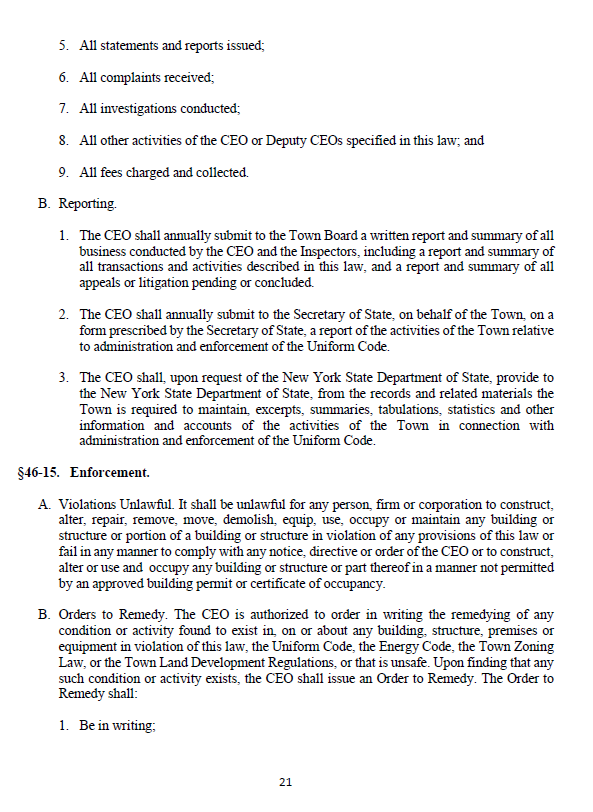 5. All statements and reports issued;
6. All complaints received;
7. All investigations conducted;
8. All other activities of the CEO or Deputy CEOs specified in this law; and
9. All fees charged and collected.
B. Reporting.
1. The CEO shall annually submit to the Town Board a written report and summary of all
business conducted by the CEO and the Inspectors, including a report and summary of
all transactions and activities described in this law, and a report and summary of all
appeals or litigation pending or concluded.
2. The CEO shall annually submit to the Secretary of State, on behalf of the Town, on a
form prescribed by the Secretary of State, a report of the activities of the Town relative
to administration and enforcement of the Uniform Code.
3. The CEO shall, upon request of the New York State Department of State, provide to
the New York State Department of State, from the records and related materials the
Town is required to maintain, excerpts, summaries, tabulations, statistics and other
information and accounts of the activities of the Town in connection with
administration and enforcement of the Uniform Code.
§46-15. Enforcement.
A. Violations Unlawful. It shall be unlawful for any person, firm or corporation to construct,
alter, repair, remove, move, demolish, equip, use, occupy or maintain any building or
structure or portion of a building or structure in violation of any provisions of this law or
fail in any manner to comply with any notice, directive or order of the CEO or to construct,
alter or use and occupy any building or structure or part thereof in a manner not permitted
by an approved building permit or certificate of occupancy.
B. Orders to Remedy. The CEO is authorized to order in writing the remedying of any
condition or activity found to exist in, on or about any building, structure, premises or
equipment in violation of this law, the Uniform Code, the Energy Code, the Town Zoning
Law, or the Town Land Development Regulations, or that is unsafe. Upon finding that any
such condition or activity exists, the CEO shall issue an Order to Remedy. The Order to
Remedy shall:
1. Be in writing;
21